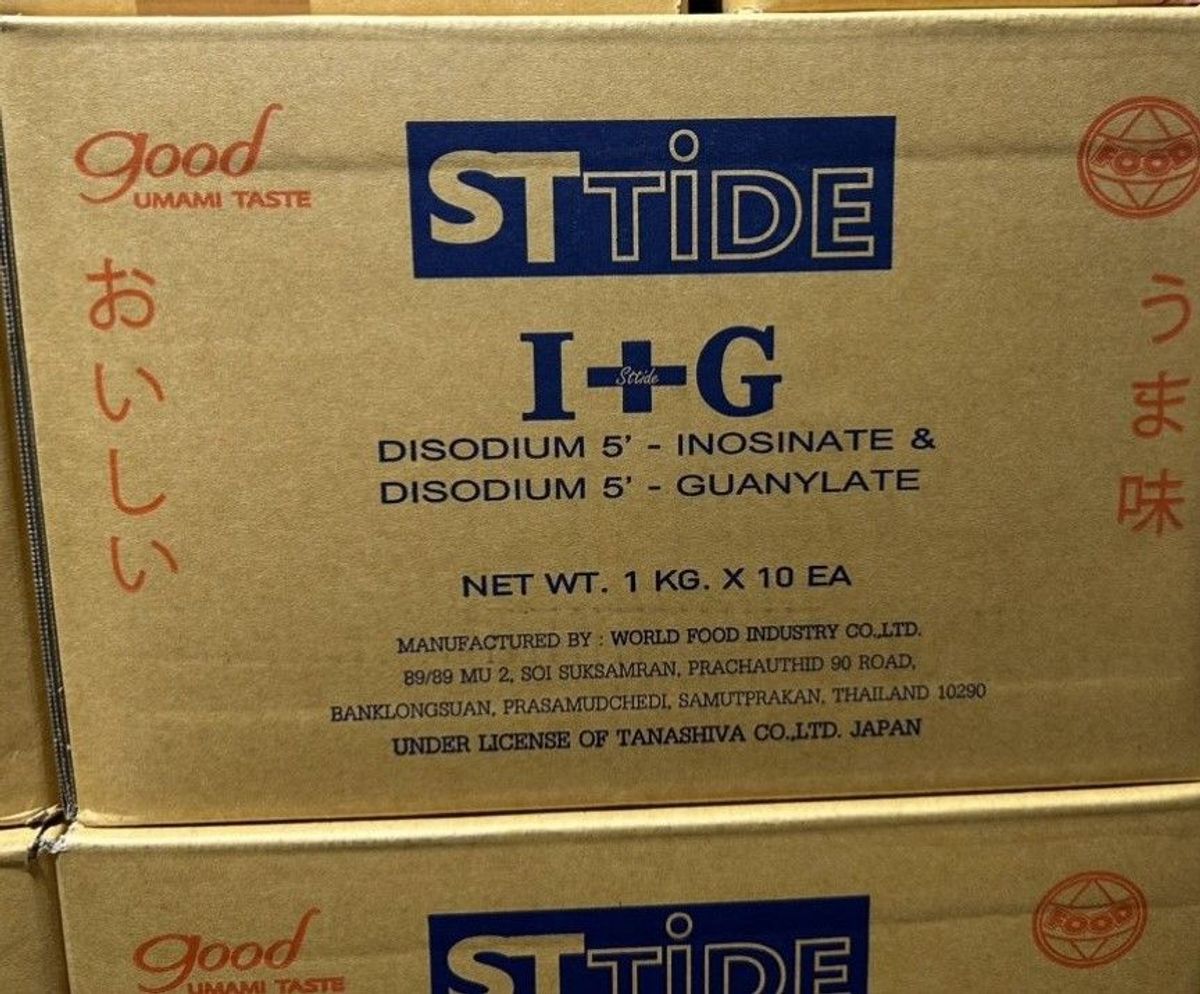 good
UMAMI TASTE
STTiDE
FOOD
おいしい
うま味
I+G
Sttide
DISODIUM 5' - INOSINATE &
DISODIUM 5' - GUANYLATE
NET WT. 1 KG. X 10 EA
MANUFACTURED BY : WORLD FOOD INDUSTRY CO.,LTD.
89/89 MU 2, SOI SUKSAMRAN, PRACHAUTHID 90 ROAD,
BANKLONGSUAN, PRASAMUDCHEDI, SAMUTPRAKAN, THAILAND 10290
UNDER LICENSE OF TANASHIVA CO.,LTD. JAPAN
good
UMAMI TASTE
STTiDE
FOOD